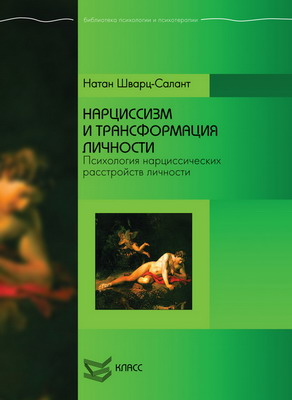 библиотека психологии и психотерапии
Натан Шварц-Салант
НАРЦИССИЗМ
И ТРАНСФОРМАЦИЯ
ЛИЧНОСТИ
Психология нарциссических
расстройств личности
КЛАСС